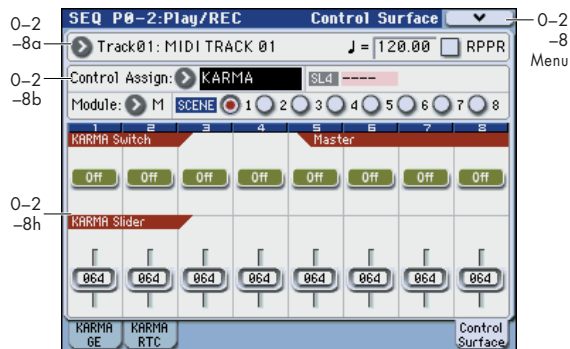 SEQ P0-2:Play/REC Control Surface
0–2
–8a
0–2
–8
Menu
Track01: MIDI TRACK 01 ♩= 120.00 RPPR
0–2
–8b
Control Assign: KARMA SL4 ----
Module: M SCENE 1 2 3 4 5 6 7 8
1 2 3 4 5 6 7 8
KARMA Switch Master
Off Off Off Off Off Off Off Off
0–2
–8h
KARMA Slider
064 064 064 064 064 064 064 064
KARMA GE
KARMA RTC
Control Surface